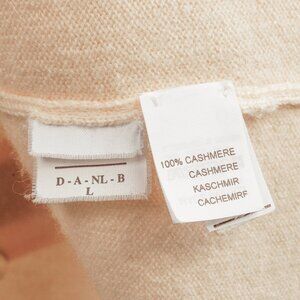 D - A - NL - B
L
100% CASHMERE
CASHMERE
KASCHMIR
CACHEMIRE